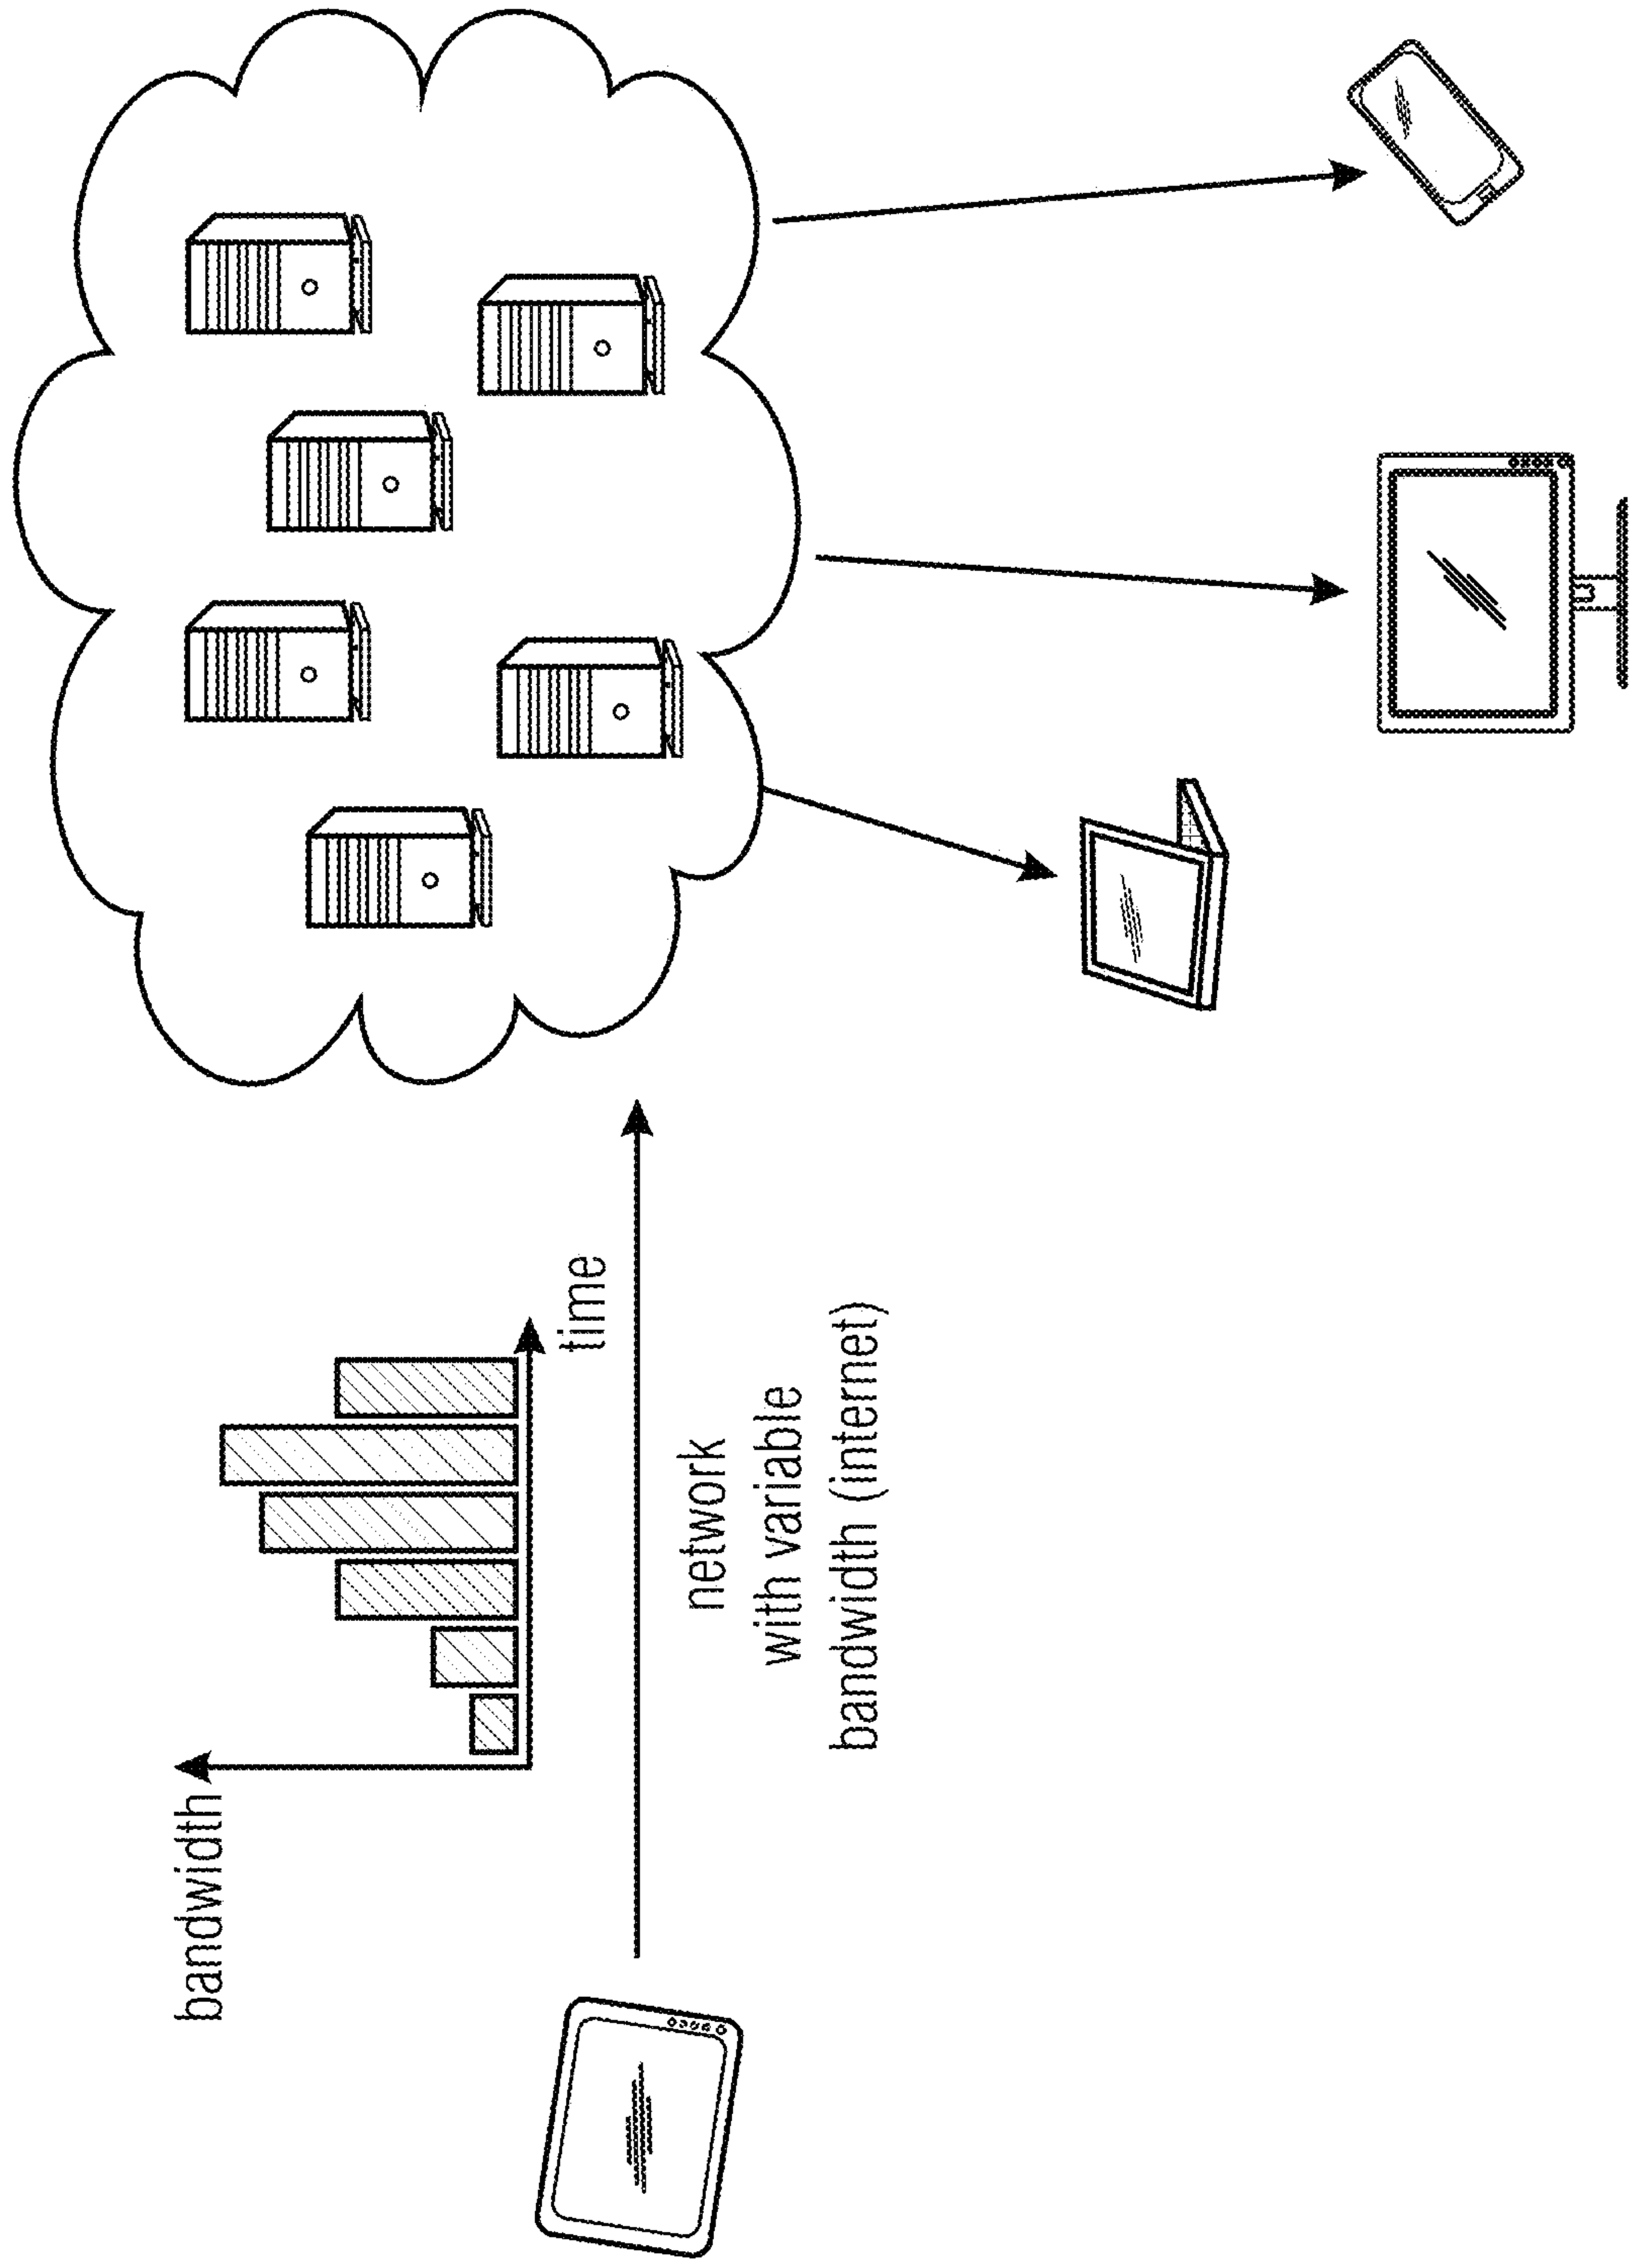 bandwidth
time
network
with variable
bandwidth (internet)